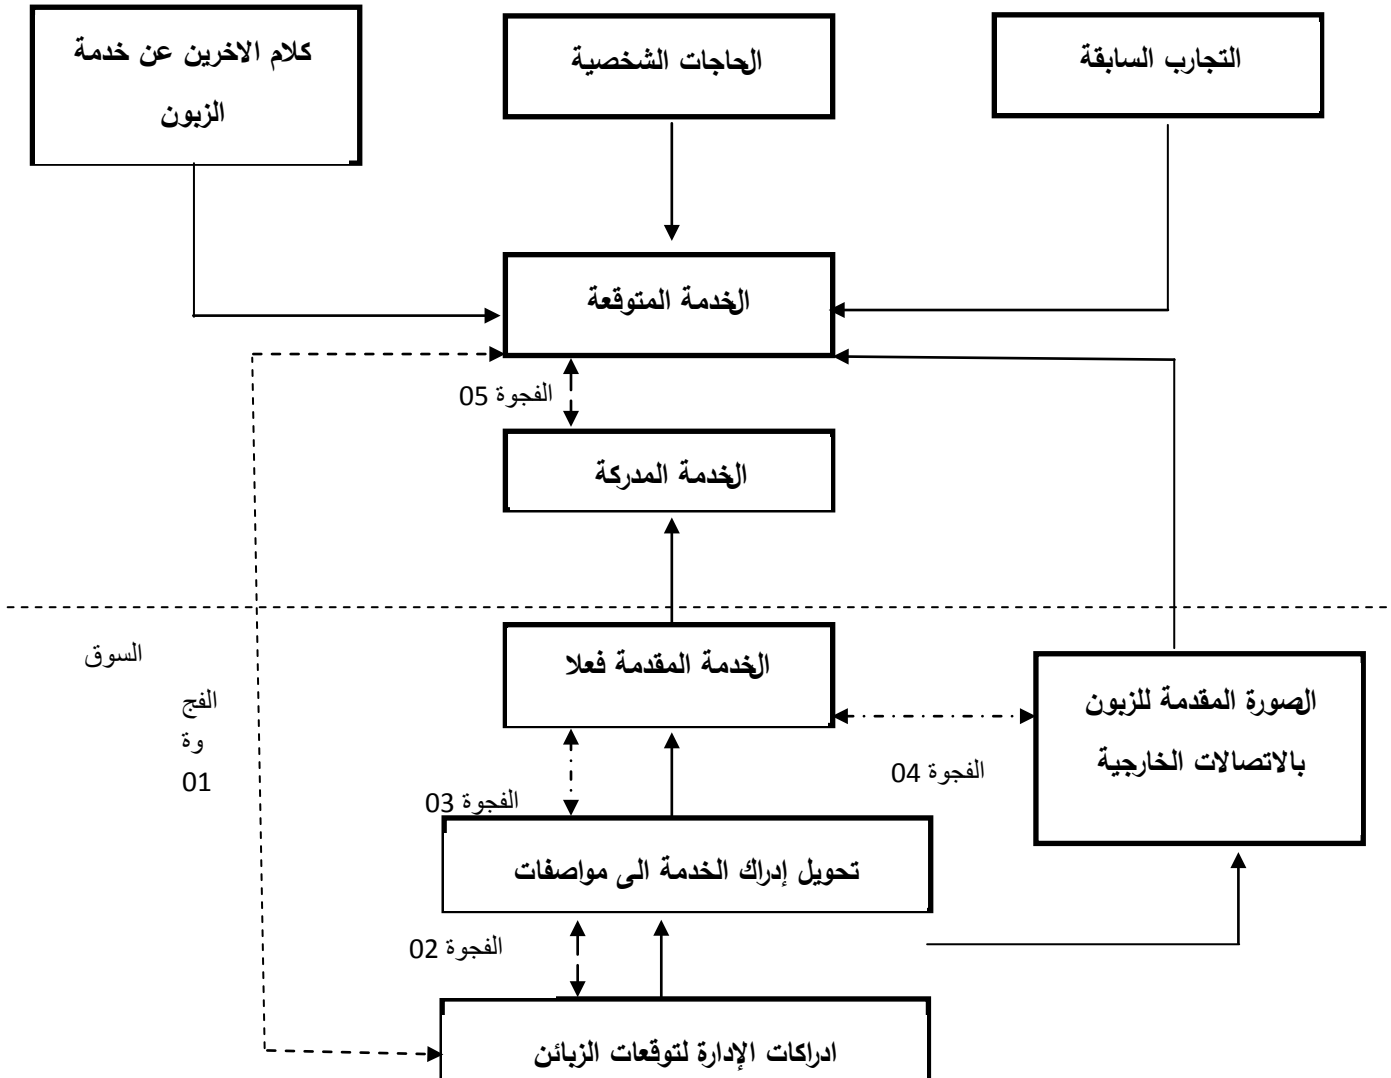 التجارب السابقة
الحاجات الشخصية
كلام الاخرين عن خدمة
الزبون
الخدمة المتوقعة
الفجوة 05
الخدمة المدركة
السوق
الفج
وة
01
الخدمة المقدمة فعلا
الصورة المقدمة للزبون
بالاتصالات الخارجية
الفجوة 04
الفجوة 03
تحويل إدراك الخدمة الى مواصفات
الفجوة 02
ادراكات الإدارة لتوقعات الزبائن